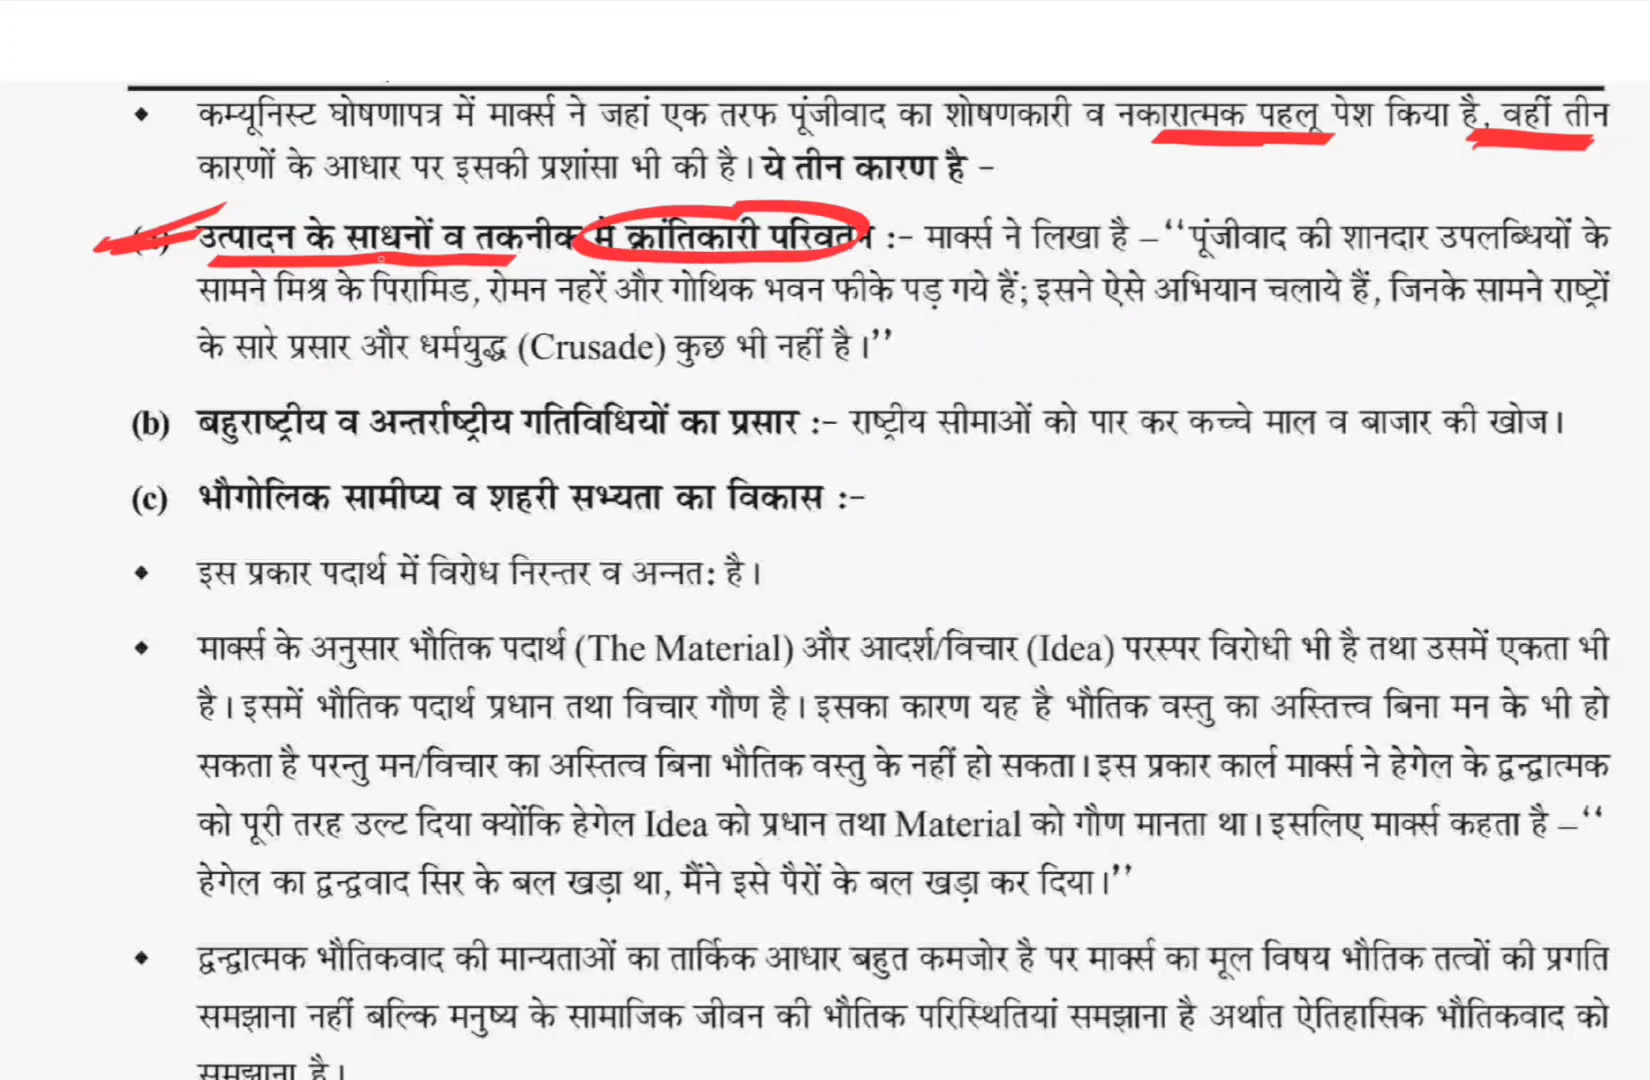 ◆ कम्यूनिस्ट घोषणापत्र में मार्क्स ने जहां एक तरफ पूंजीवाद का शोषणकारी व नकारात्मक पहलू पेश किया है, वहीं तीन
कारणों के आधार पर इसकी प्रशांसा भी की है। ये तीन कारण है –
उत्पादन के साधनों व तकनीक में क्रांतिकारी परिवर्तन :– मार्क्स ने लिखा है –‘‘पूंजीवाद की शानदार उपलब्धियों के
सामने मिश्र के पिरामिड, रोमन नहरें और गोथिक भवन फीके पड़ गये हैं; इसने ऐसे अभियान चलाये हैं, जिनके सामने राष्ट्रों
के सारे प्रसार और धर्मयुद्ध (Crusade) कुछ भी नहीं है।’’
(b) बहुराष्ट्रीय व अन्तर्राष्ट्रीय गतिविधियों का प्रसार :– राष्ट्रीय सीमाओं को पार कर कच्चे माल व बाजार की खोज।
(c) भौगोलिक सामीप्य व शहरी सभ्यता का विकास :–
◆ इस प्रकार पदार्थ में विरोध निरन्तर व अन्नतः है।
◆ मार्क्स के अनुसार भौतिक पदार्थ (The Material) और आदर्श/विचार (Idea) परस्पर विरोधी भी है तथा उसमें एकता भी
है। इसमें भौतिक पदार्थ प्रधान तथा विचार गौण है। इसका कारण यह है भौतिक वस्तु का अस्तित्त्व बिना मन के भी हो
सकता है परन्तु मन/विचार का अस्तित्व बिना भौतिक वस्तु के नहीं हो सकता। इस प्रकार कार्ल मार्क्स ने हेगेल के द्वन्द्वात्मक
को पूरी तरह उल्ट दिया क्योंकि हेगेल Idea को प्रधान तथा Material को गौण मानता था। इसलिए मार्क्स कहता है –‘‘
हेगेल का द्वन्द्ववाद सिर के बल खड़ा था, मैंने इसे पैरों के बल खड़ा कर दिया।’’
◆ द्वन्द्वात्मक भौतिकवाद की मान्यताओं का तार्किक आधार बहुत कमजोर है पर मार्क्स का मूल विषय भौतिक तत्वों की प्रगति
समझाना नहीं बल्कि मनुष्य के सामाजिक जीवन की भौतिक परिस्थितियां समझाना है अर्थात ऐतिहासिक भौतिकवाद को
समझाना है।